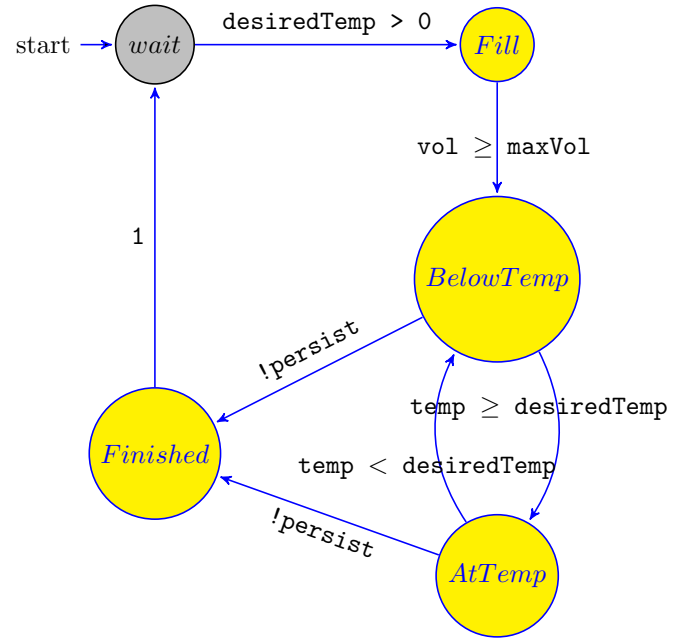 desiredTemp > 0
start
wait
Fill
vol ≥ maxVol
1
BelowTemp
!persist
temp ≥ desiredTemp
Finished
temp < desiredTemp
!persist
AtTemp